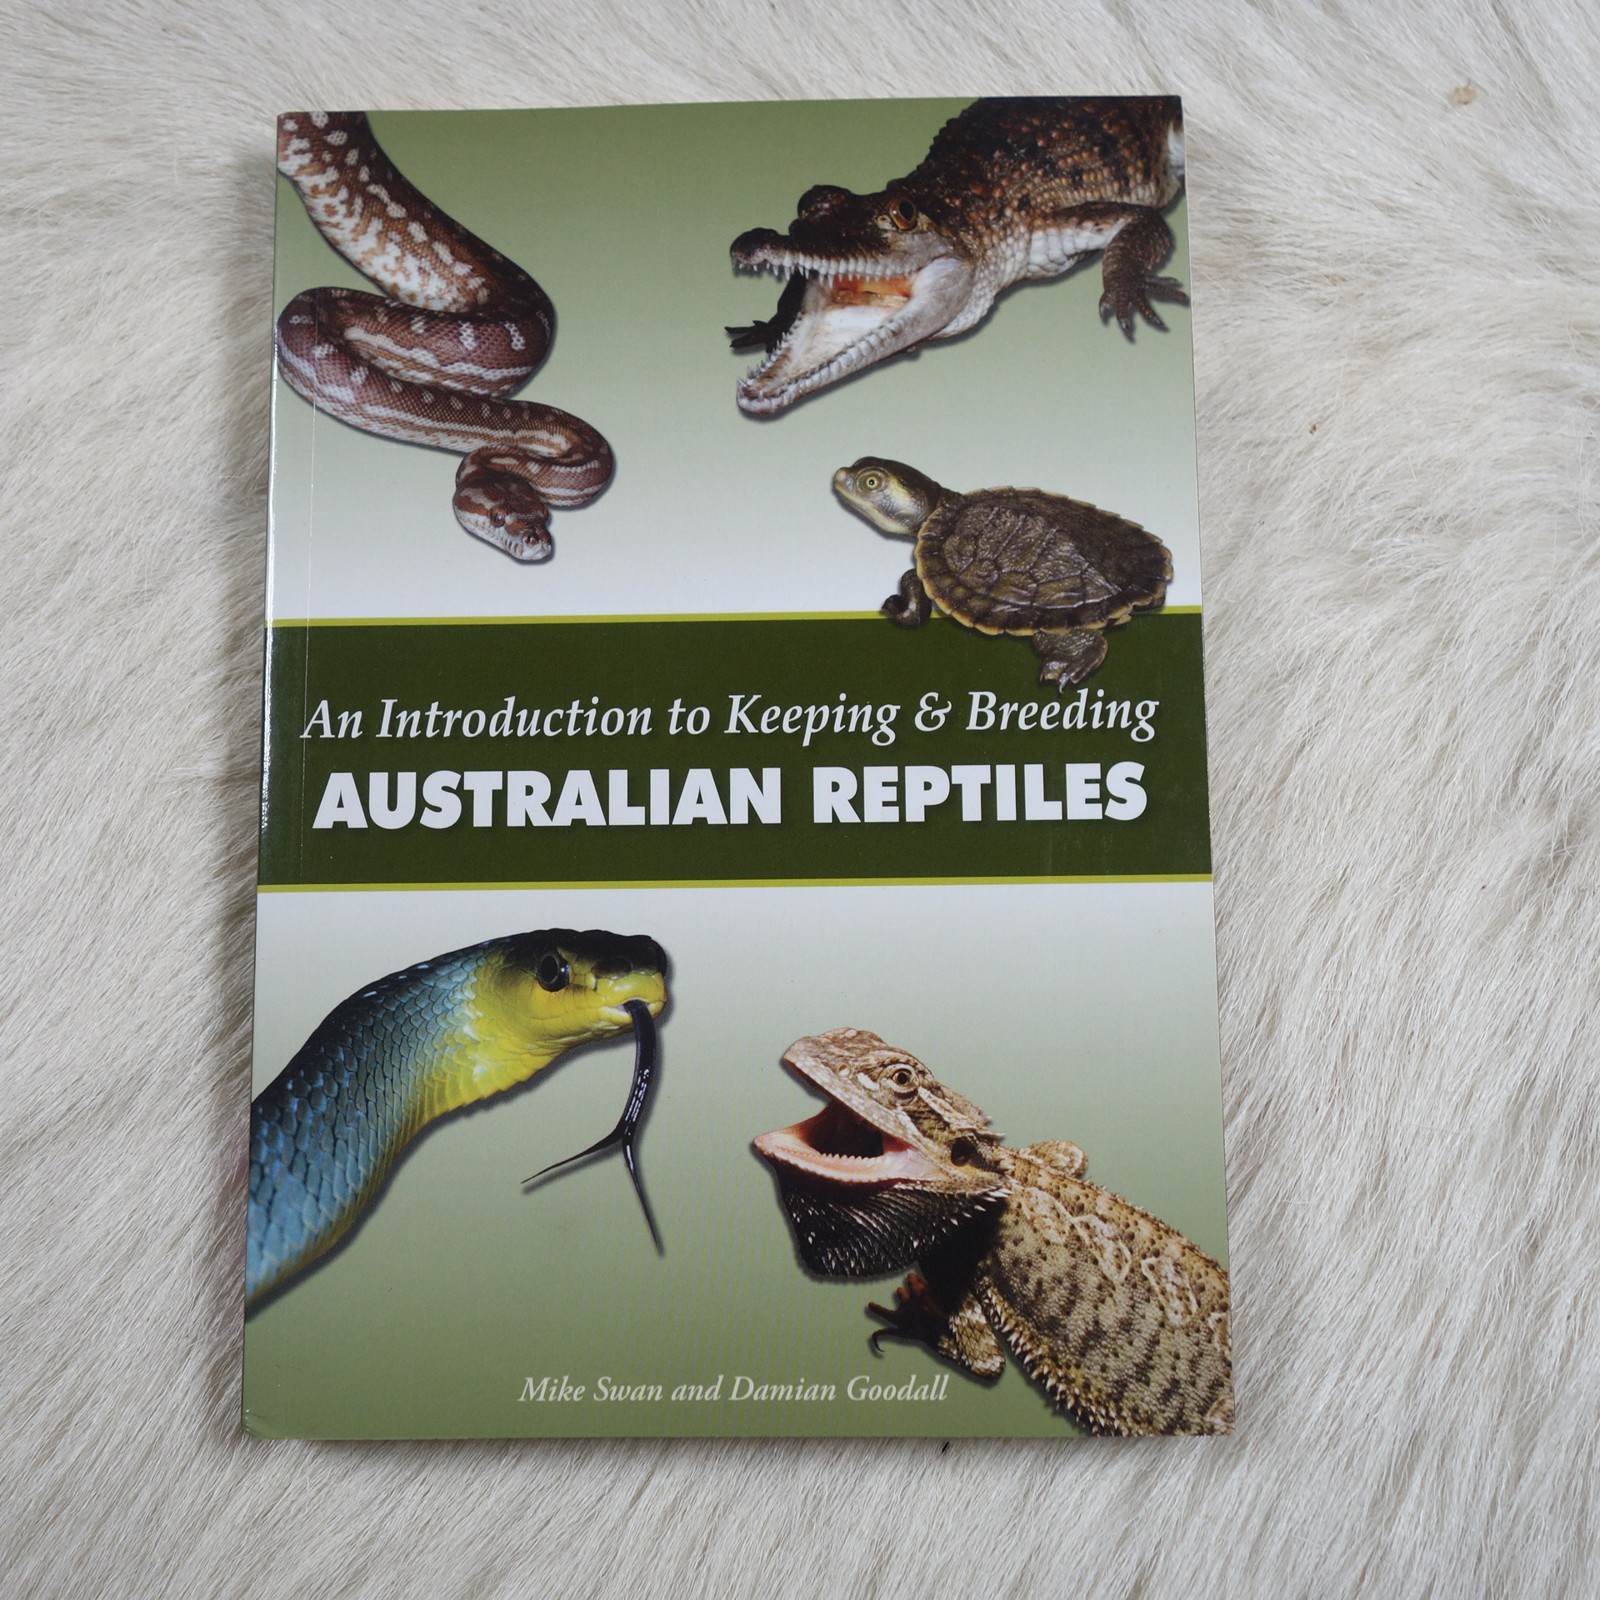 An Introduction to Keeping & Breeding
AUSTRALIAN REPTILES
Mike Swan and Damian Goodall